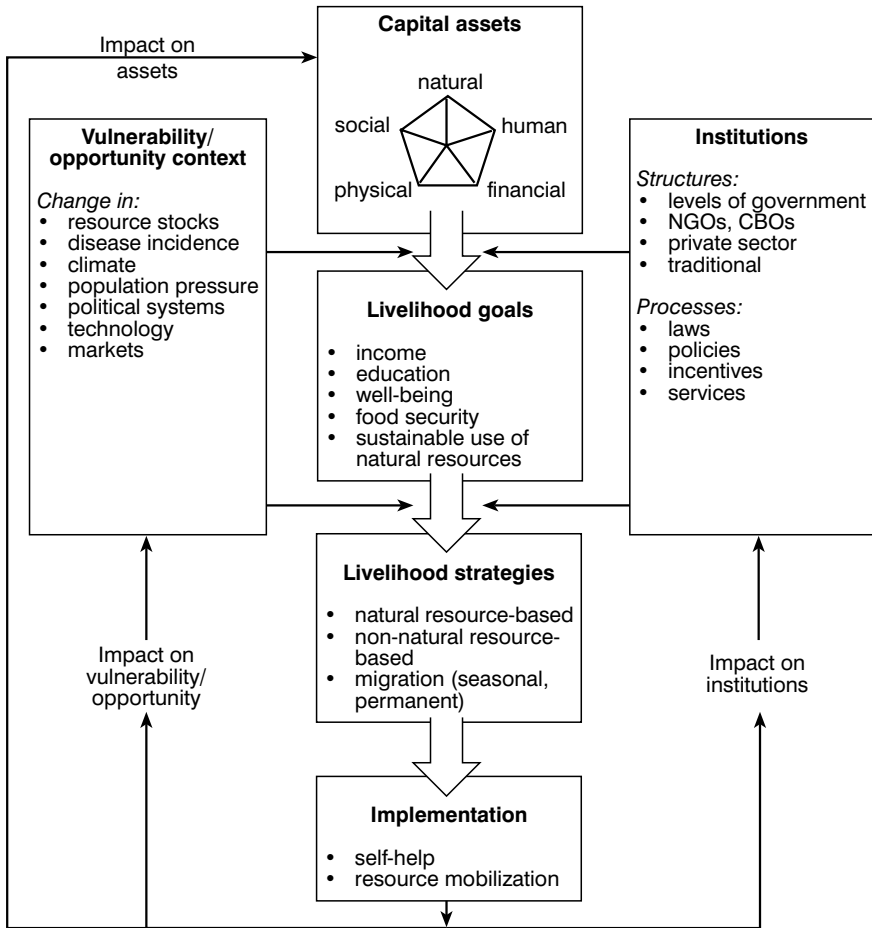 Impact on
assets
Capital assets
natural
social
human
physical
financial
Vulnerability/
opportunity context
Change in:
• resource stocks
• disease incidence
• climate
• population pressure
• political systems
• technology
• markets
Institutions
Structures:
• levels of government
• NGOs, CBOs
• private sector
• traditional
Processes:
• laws
• policies
• incentives
• services
Livelihood goals
• income
• education
• well-being
• food security
• sustainable use of
natural resources
Livelihood strategies
• natural resource-based
• non-natural resource-
based
• migration (seasonal,
permanent)
Impact on
vulnerability/
opportunity
Impact on
institutions
Implementation
• self-help
• resource mobilization